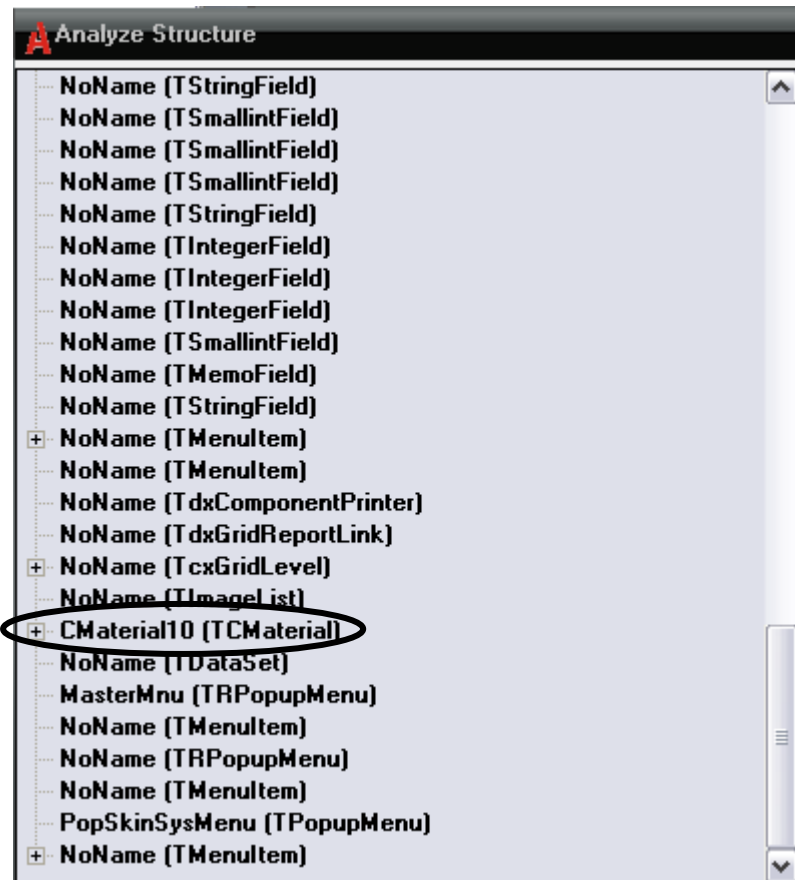 Analyze Structure
NoName (TStringField)
NoName (TSmallintField)
NoName (TSmallintField)
NoName (TSmallintField)
NoName (TStringField)
NoName (TIntegerField)
NoName (TIntegerField)
NoName (TIntegerField)
NoName (TSmallintField)
NoName (TMemoField)
NoName (TStringField)
NoName (TMenuItem)
NoName (TMenuItem)
NoName (TdxComponentPrinter)
NoName (TdxGridReportLink)
NoName (TcxGridLevel)
NoName (TImageList)
CMaterial10 (TCMaterial)
NoName (TDataSet)
MasterMnu (TRPopupMenu)
NoName (TMenuItem)
NoName (TRPopupMenu)
NoName (TMenuItem)
PopSkinSysMenu (TPopupMenu)
NoName (TMenuItem)